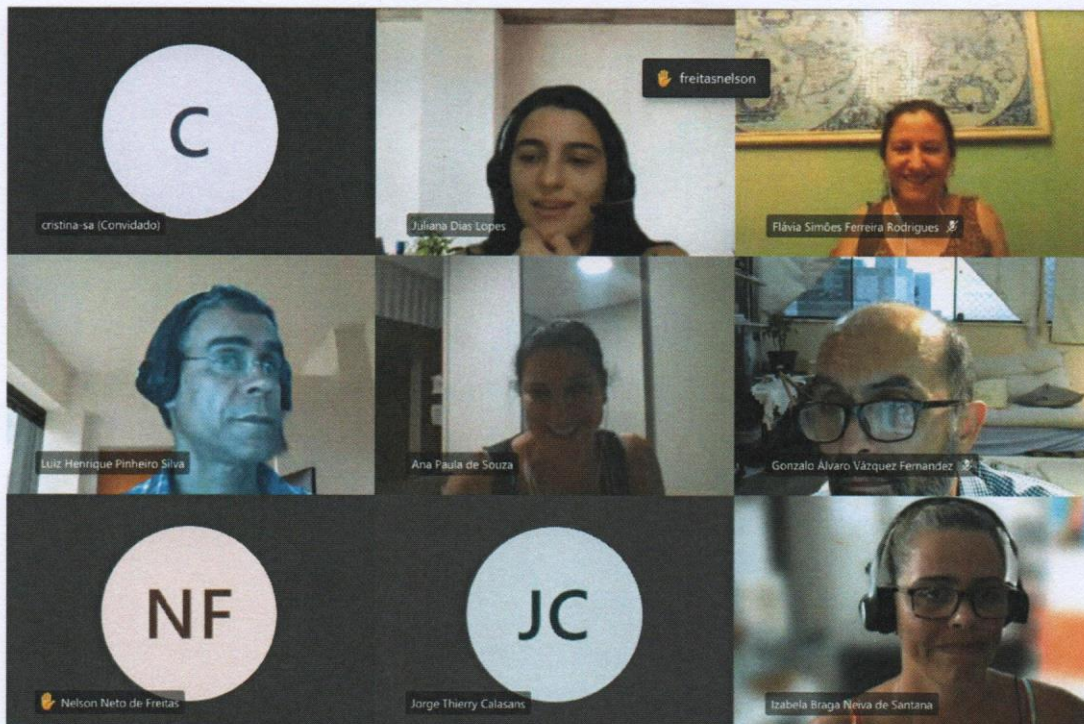 C
cristina-sa (Convidado)
Juliana Dias Lopes
freitasnelson
Flávia Simões Ferreira Rodrigues
Luiz Henrique Pinheiro Silva
Ana Paula de Souza
Gonzalo Álvaro Vázquez Fernandez
NF
Nelson Neto de Freitas
JC
Jorge Thierry Calasans
Izabela Braga Neiva de Santana